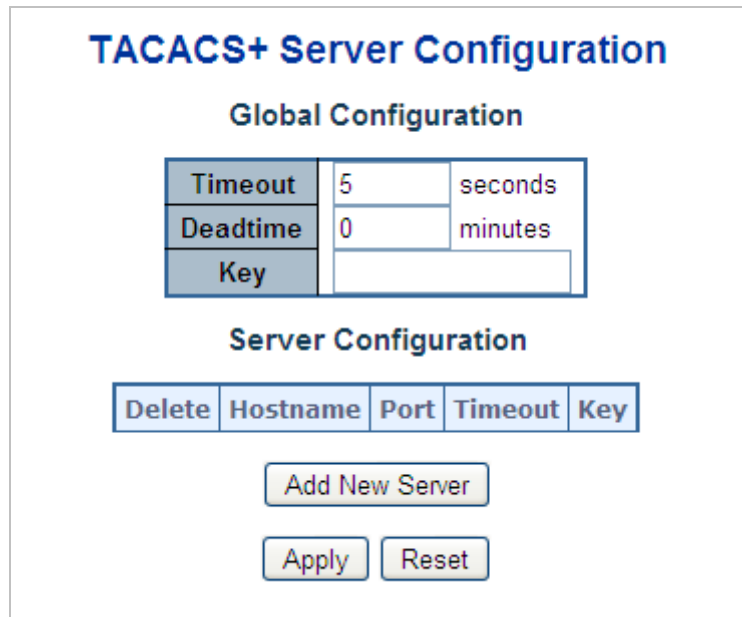 TACACS+ Server Configuration
Global Configuration
Timeout 5 seconds
Deadtime 0 minutes
Key
Server Configuration
Delete Hostname Port Timeout Key
Add New Server
Apply Reset